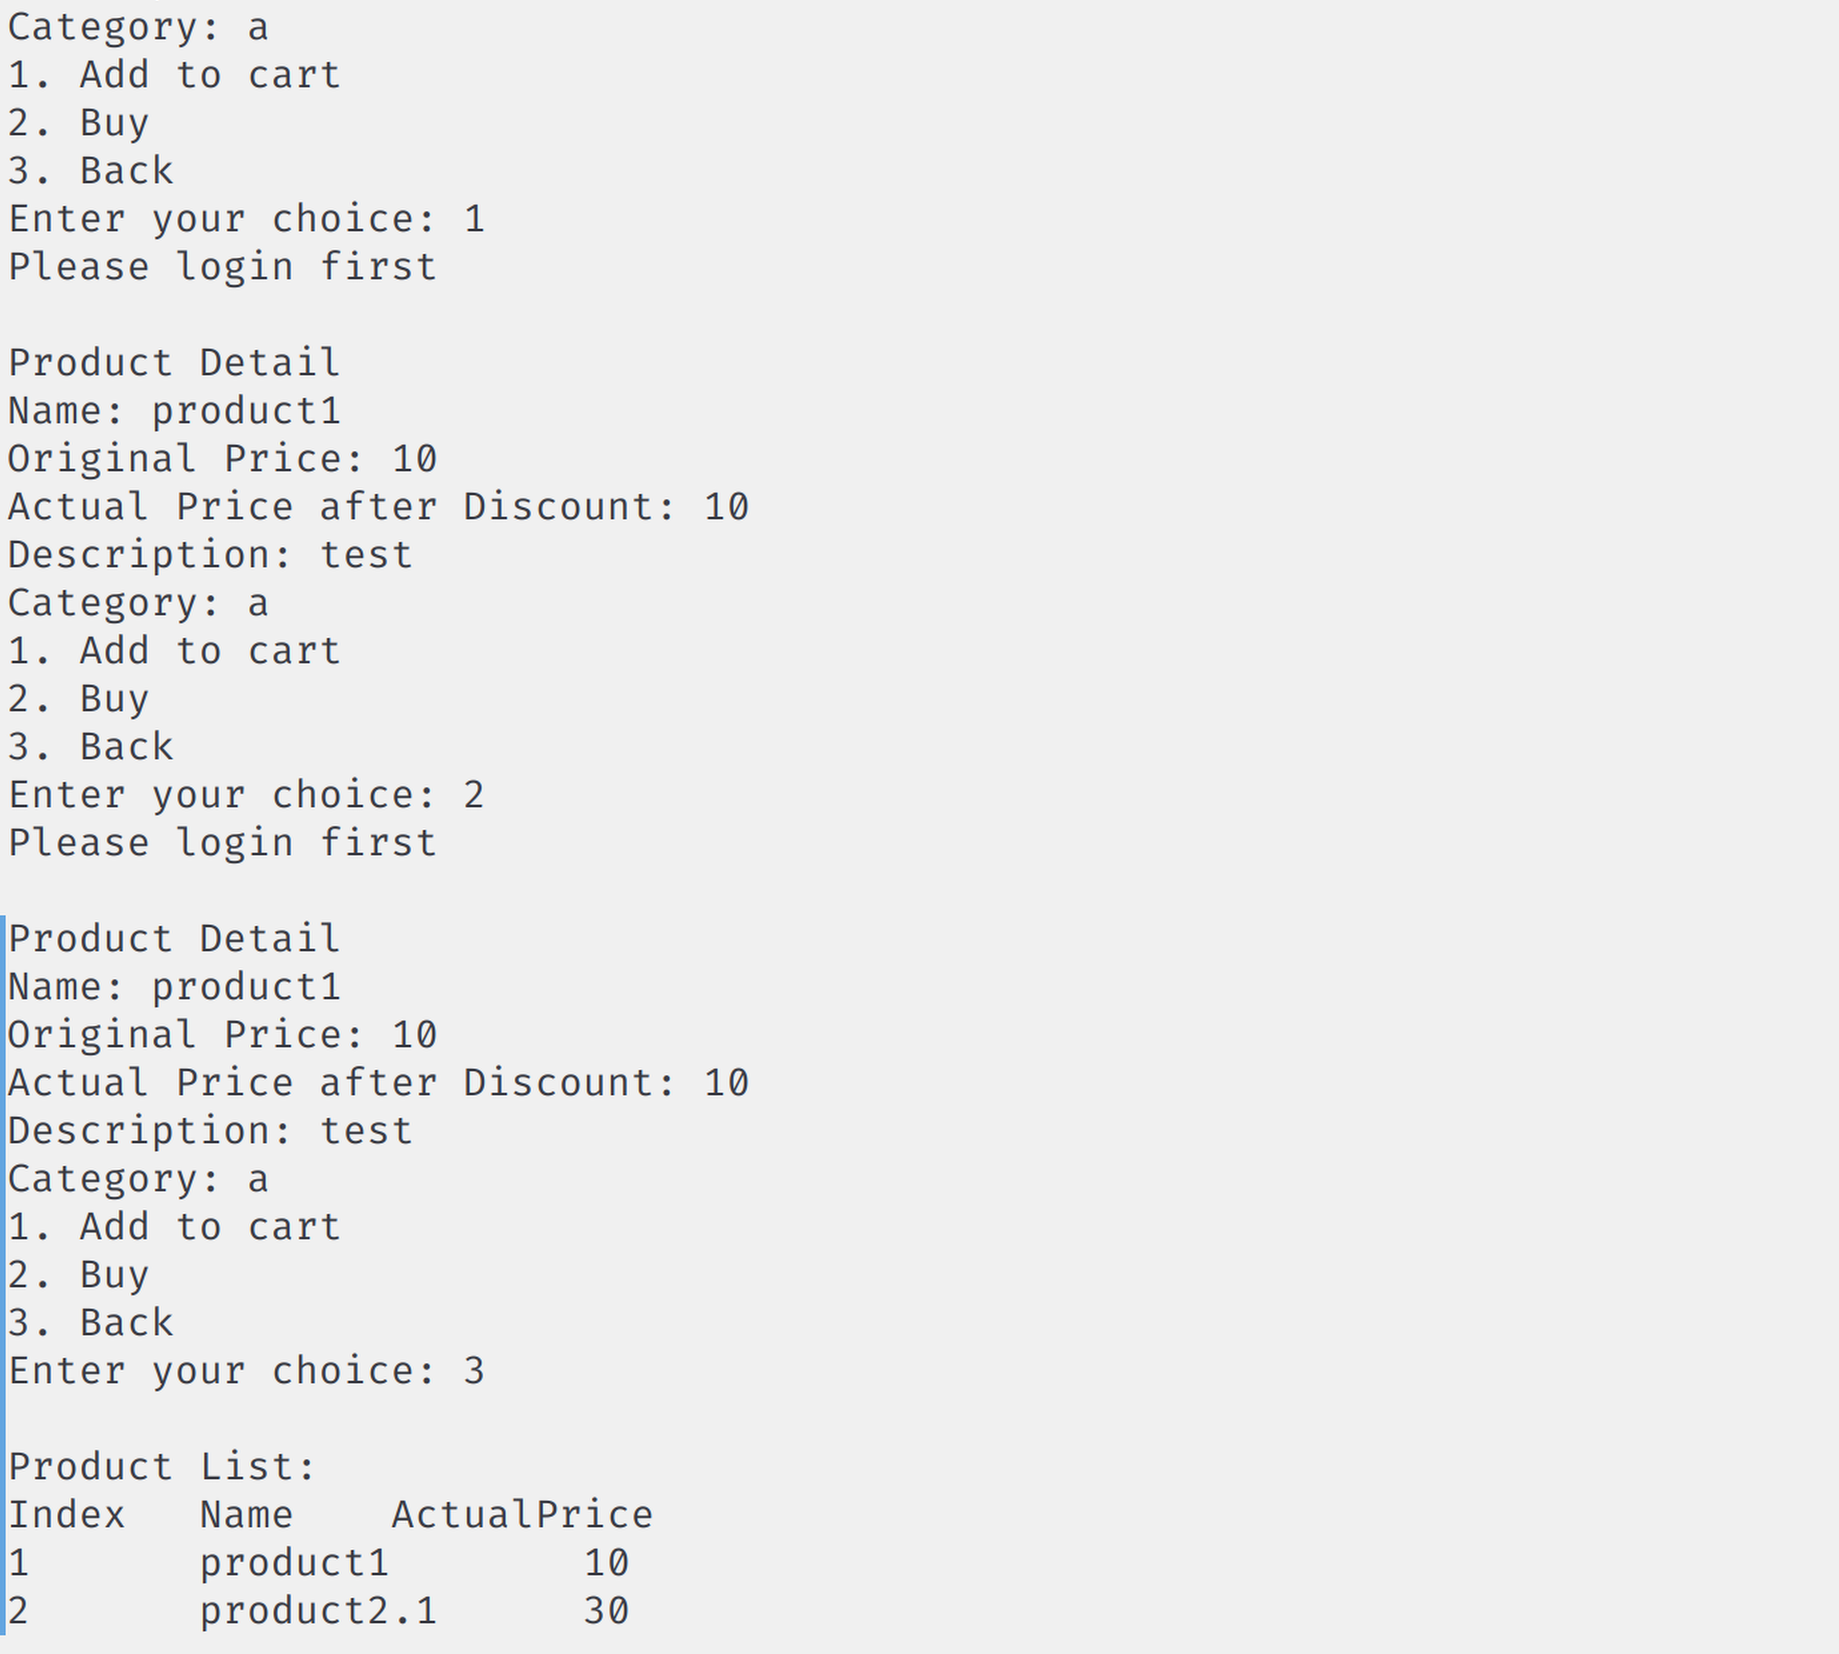 Category: a
1. Add to cart
2. Buy
3. Back
Enter your choice: 1
Please login first

Product Detail
Name: product1
Original Price: 10
Actual Price after Discount: 10
Description: test
Category: a
1. Add to cart
2. Buy
3. Back
Enter your choice: 2
Please login first

Product Detail
Name: product1
Original Price: 10
Actual Price after Discount: 10
Description: test
Category: a
1. Add to cart
2. Buy
3. Back
Enter your choice: 3

Product List:
Index   Name    ActualPrice
1       product1        10
2       product2.1      30